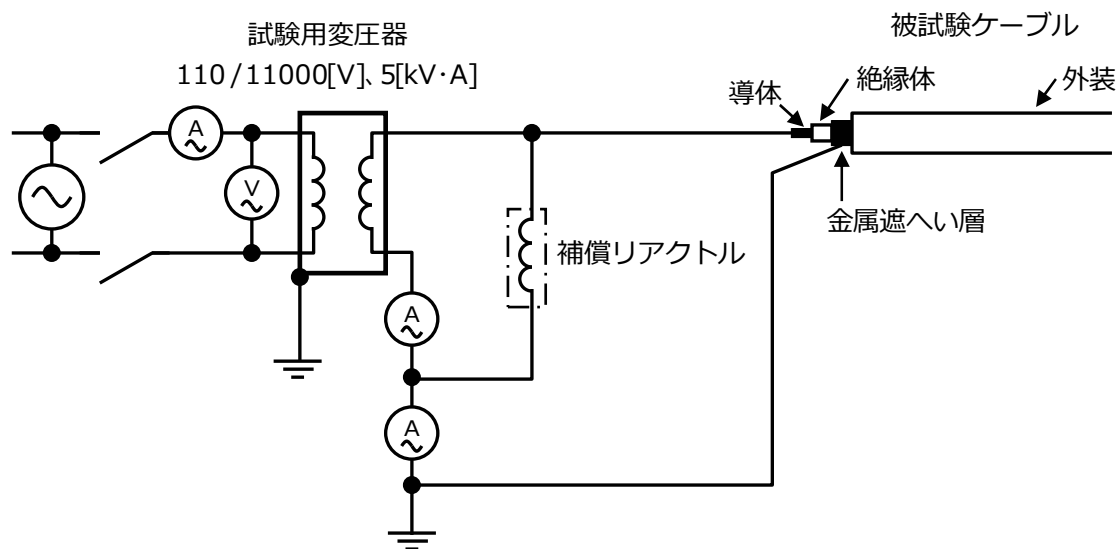 試験用変圧器
110/11000[V]、5[kV·A]
被試験ケーブル
導体
絶縁体
外装
A
V
金属遮へい層
補償リアクトル
A
A